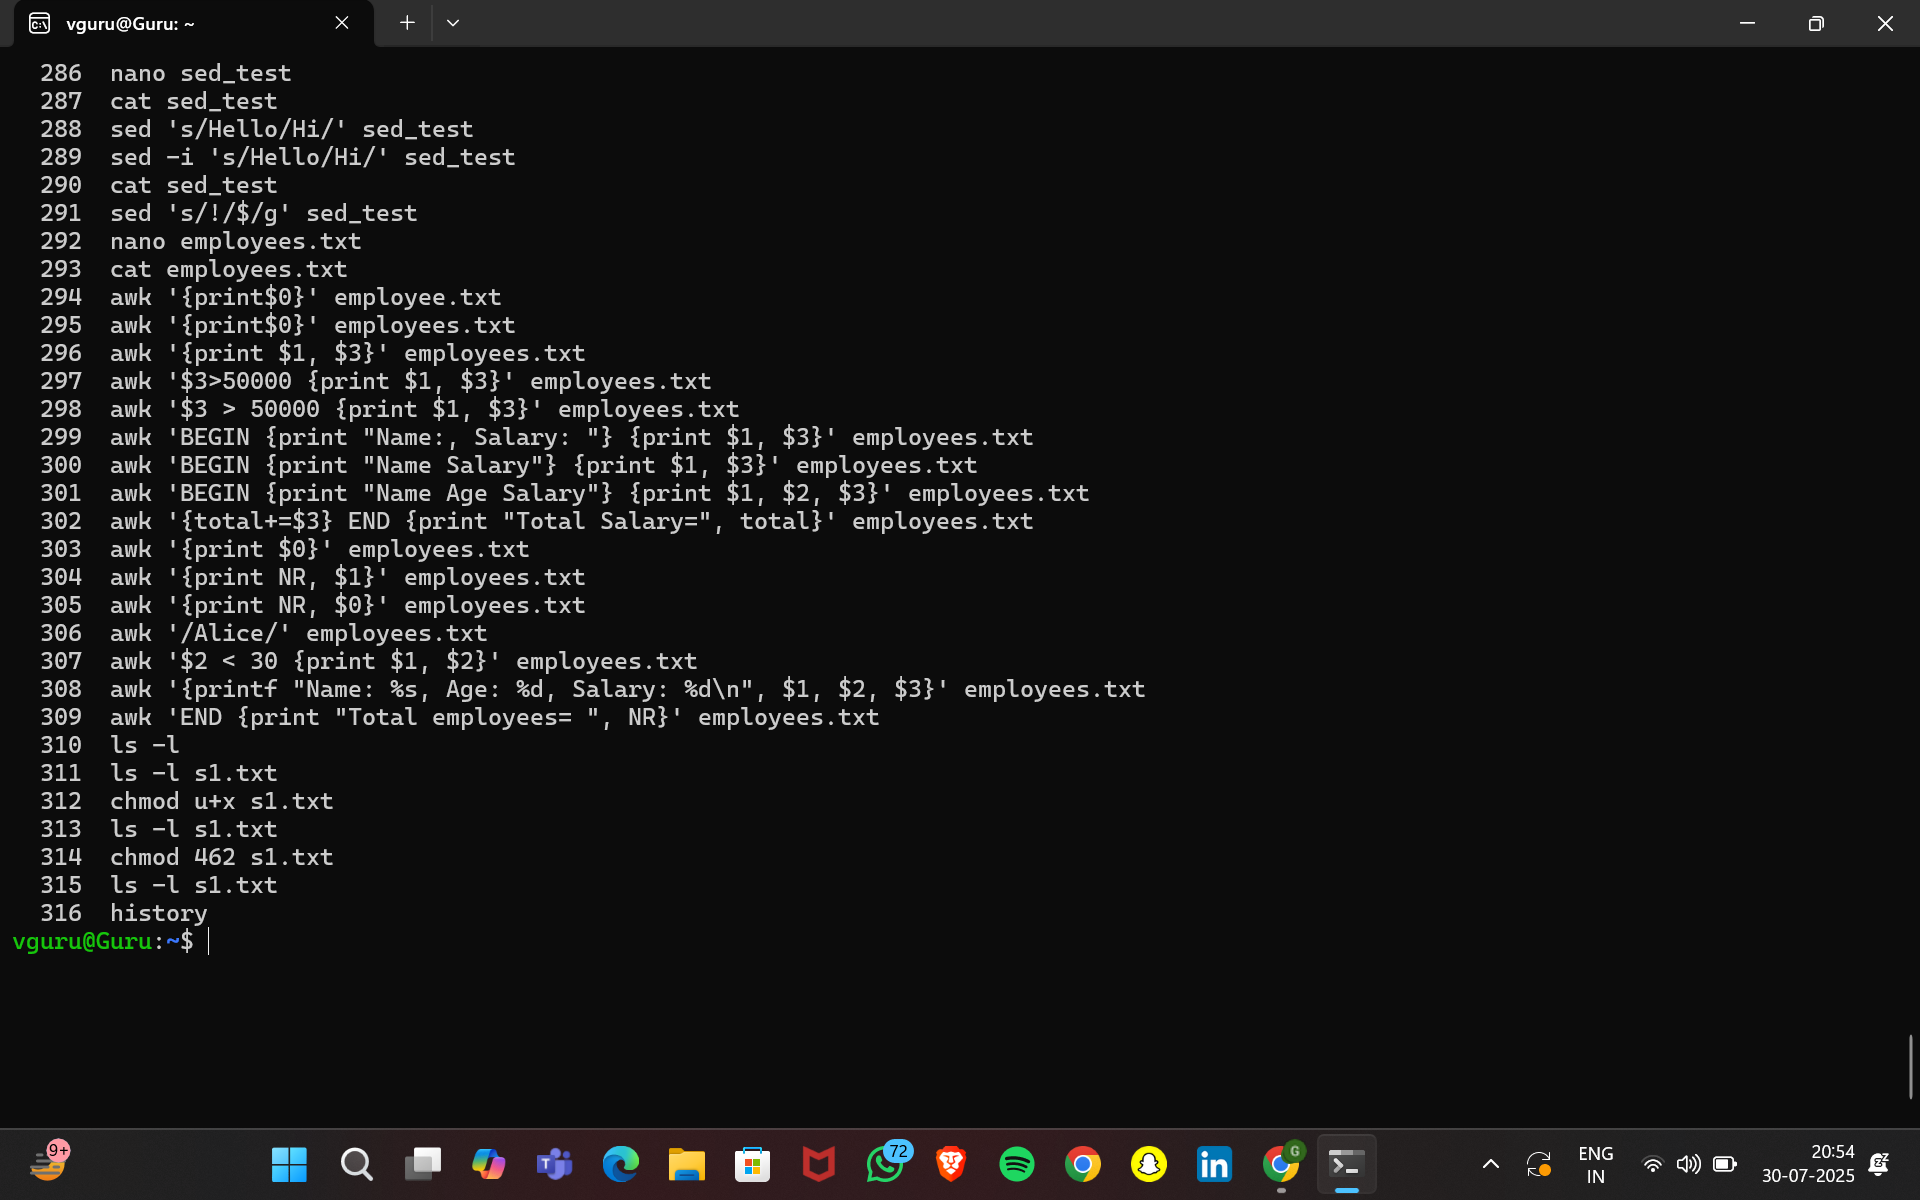 vguru@Guru: ~
286 nano sed_test
287 cat sed_test
288 sed 's/Hello/Hi/' sed_test
289 sed -i 's/Hello/Hi/' sed_test
290 cat sed_test
291 sed 's/!/$/g' sed_test
292 nano employees.txt
293 cat employees.txt
294 awk '{print$0}' employee.txt
295 awk '{print$0}' employees.txt
296 awk '{print $1, $3}' employees.txt
297 awk '$3>50000 {print $1, $3}' employees.txt
298 awk '$3 > 50000 {print $1, $3}' employees.txt
299 awk 'BEGIN {print "Name:, Salary: "} {print $1, $3}' employees.txt
300 awk 'BEGIN {print "Name Salary"} {print $1, $3}' employees.txt
301 awk 'BEGIN {print "Name Age Salary"} {print $1, $2, $3}' employees.txt
302 awk '{total+=$3} END {print "Total Salary=", total}' employees.txt
303 awk '{print $0}' employees.txt
304 awk '{print NR, $1}' employees.txt
305 awk '{print NR, $0}' employees.txt
306 awk '/Alice/' employees.txt
307 awk '$2 < 30 {print $1, $2}' employees.txt
308 awk '{printf "Name: %s, Age: %d, Salary: %d\n", $1, $2, $3}' employees.txt
309 awk 'END {print "Total employees= ", NR}' employees.txt
310 ls -l
311 ls -l s1.txt
312 chmod u+x s1.txt
313 ls -l s1.txt
314 chmod 462 s1.txt
315 ls -l s1.txt
316 history
vguru@Guru:~$
9+
72
G
ENG
IN
20:54
30-07-2025